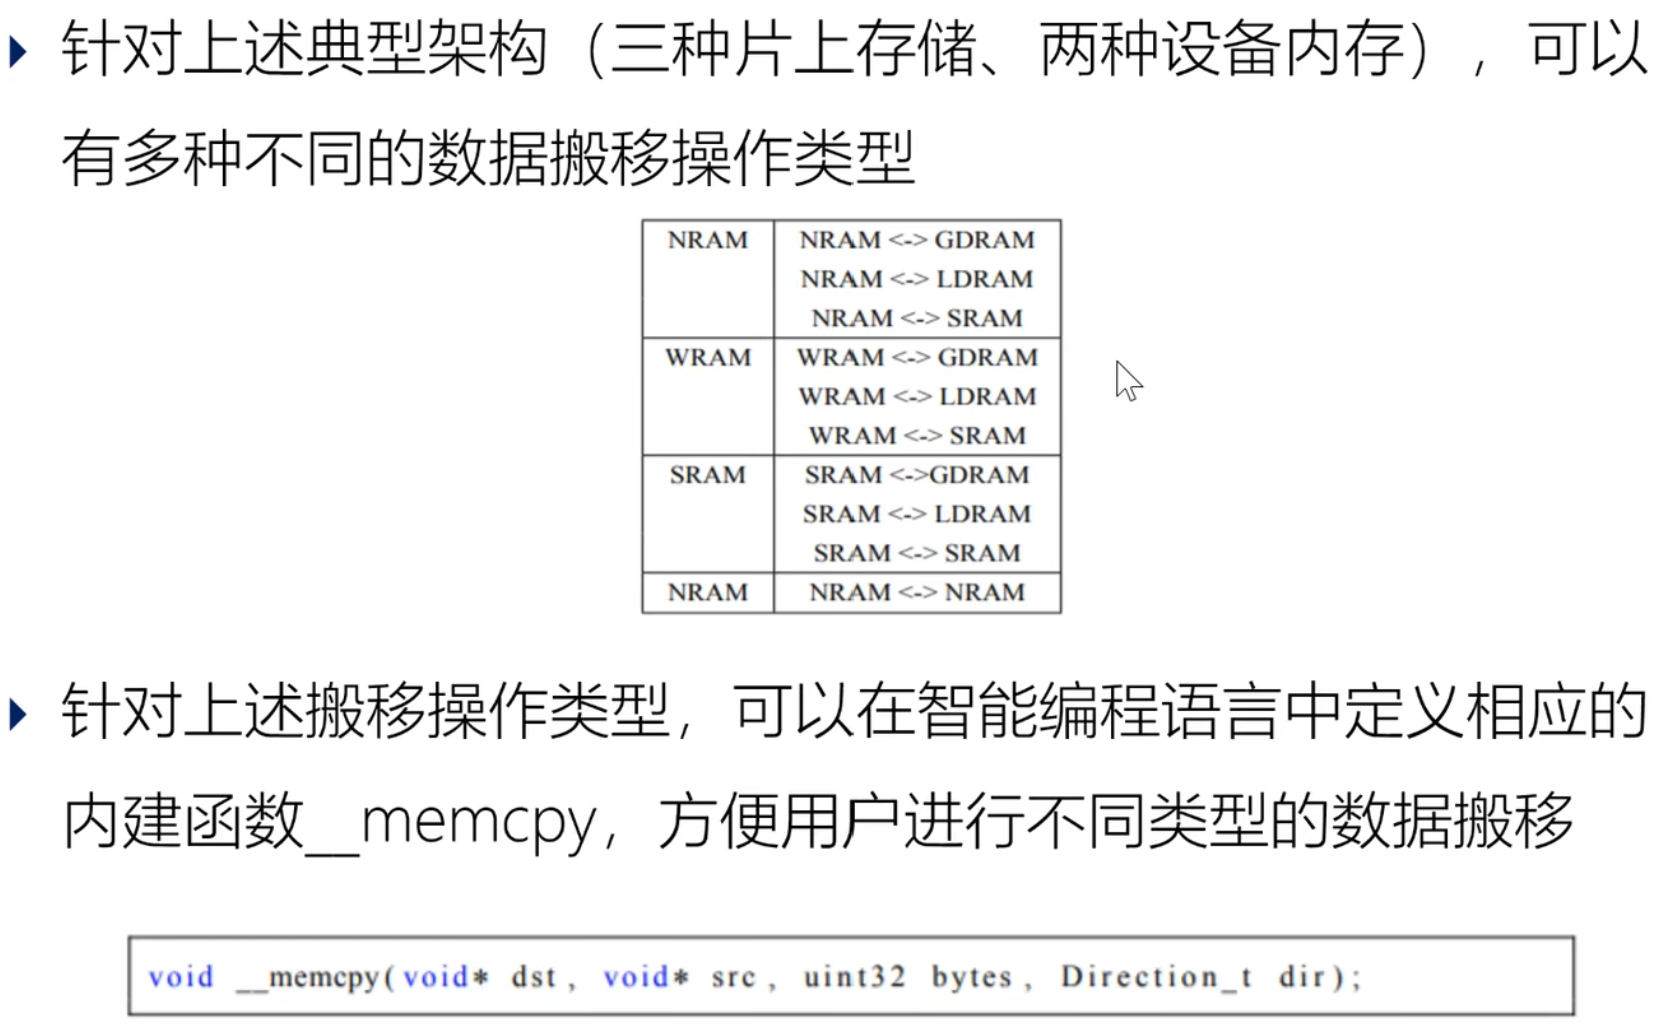 针对上述典型架构（三种片上存储、两种设备内存），可以
有多种不同的数据搬移操作类型
NRAM NRAM <-> GDRAM
NRAM <-> LDRAM
NRAM <-> SRAM
WRAM WRAM <-> GDRAM
WRAM <-> LDRAM
WRAM <-> SRAM
SRAM SRAM <->GDRAM
SRAM <-> LDRAM
SRAM <-> SRAM
NRAM NRAM <-> NRAM
针对上述搬移操作类型，可以在智能编程语言中定义相应的
内建函数__memcpy，方便用户进行不同类型的数据搬移
void __memcpy(void* dst, void* src, uint32 bytes, Direction_t dir);